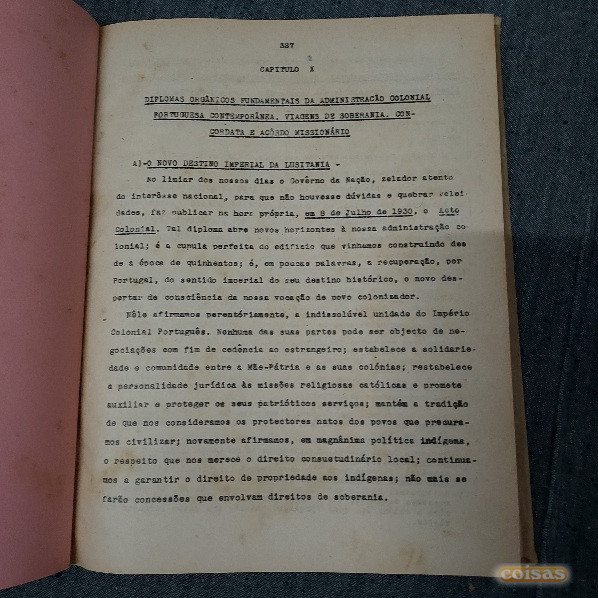 387
CAPITULO X
DIPLOMAS ORGÂNICOS FUNDAMENTAIS DA ADMINISTRACÃO COLONIAL
PORTUGUESA CONTEMPORÂNEA. VIAGENS DE SOBERANIA. CON-
CORDATA E ACÔRDO MISSIONÁRIO
A)-O NOVO DESTINO IMPERIAL DA LUSITANIA -
No limiar dos nossos dias o Govêrno da Nação, zelador atento
do interêsse nacional, para que não houvesse dúvidas e quebrar velei
dades, faz publicar na hora própria, em 8 de Julho de 1930, o Acto
Colonial. Tal diploma abre novos horizontes à nossa administração co
lonial; é a cupula perfeita do edificio que vinhamos construindo des
de a época de quinhentos; é, em poucas palavras, a recuperação, por
Portugal, do sentido imperial do seu destino histórico, o novo des-
pertar da consciência da nossa vocação de povo colonizador.
Nêle afirmamos perentóriamente, a indissolúvel unidade do Império
Colonial Português. Nenhuma das suas partes pode ser objecto de ne-
gociações com fim de cedência ao estrangeiro; estabelece a solidarie-
dade e comunidade entre a Mãe-Pátria e as suas colónias; restabelece
a personalidade jurídica às missões religiosas católicas e promete
auxiliar e proteger os seus patrióticos serviços; mantém a tradição
de que nos consideramos os protectores natos dos povos que procura-
mos civilizar; novamente afirmamos, em magnânima política indígena,
o respeito que nos merece o direito consuetudinário local; continua-
mos a garantir o direito de propriedade aos indígenas; não mais se
farão concessões que envolvam direitos de soberania.
coisas